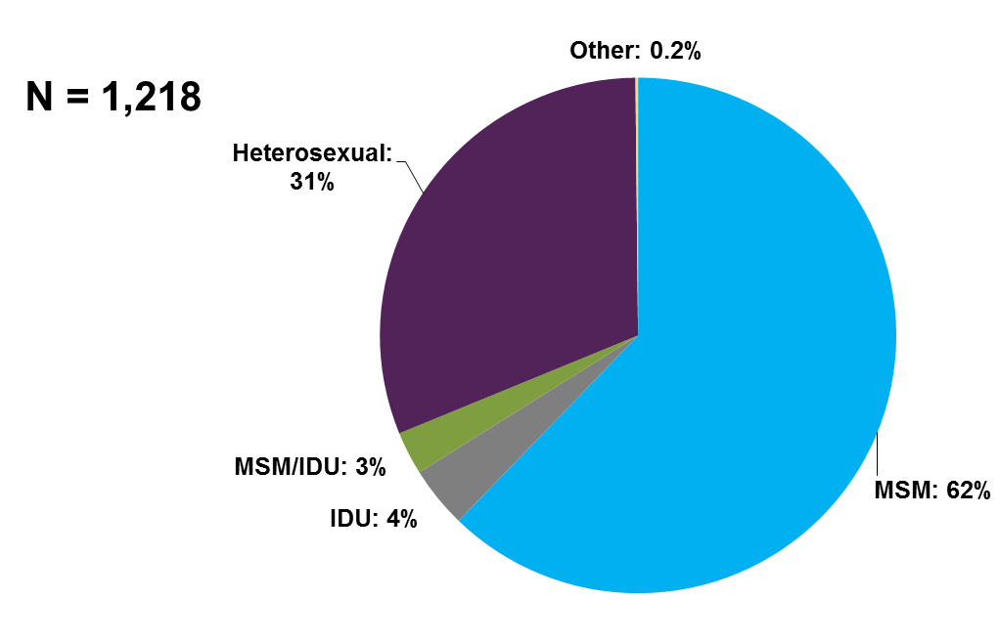 Other: 0.2%
N = 1,218
Heterosexual:
31%
MSM/IDU: 3%
MSM: 62%
IDU: 4%